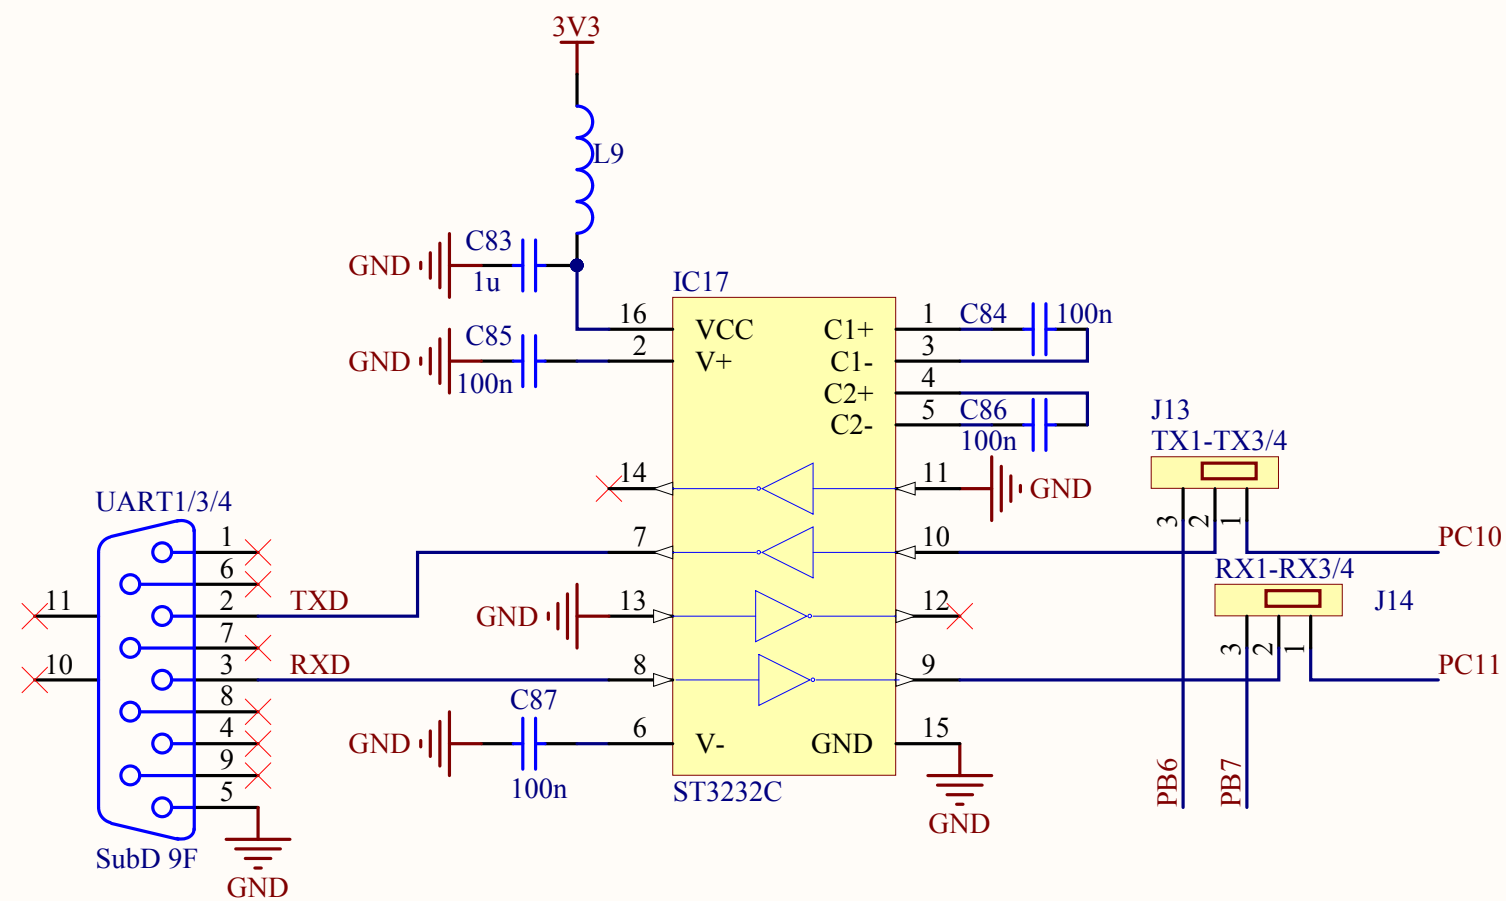 3V3
L9
C83
GND
1u
IC17
16
VCC
C1+
1
C84
100n
C85
GND
100n
2
V+
C1-
3
C2+
4
C2-
5
C86
100n
J13
TX1-TX3/4
14
11
GND
3
2
1
UART1/3/4
1
7
10
PC10
6
RX1-RX3/4
11
2
TXD
GND
13
12
J14
7
3
2
1
10
3
RXD
8
9
PC11
8
C87
4
GND
6
V-
GND
15
9
100n
ST3232C
PB6
PB7
5
GND
SubD 9F
GND